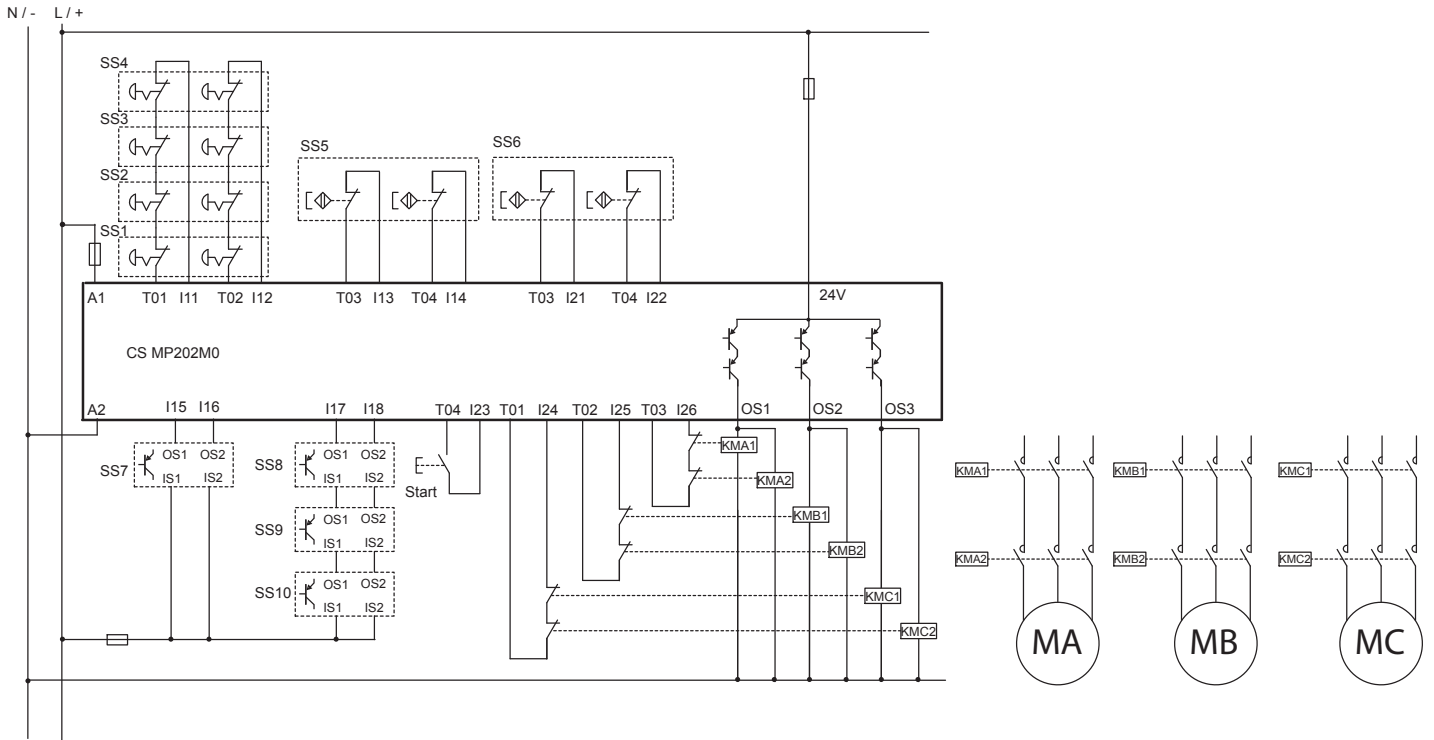 N / - L / +
SS4
SS3
SS2
SS1
SS5
SS6
A1 T01 I11 T02 I12 T03 I13 T04 I14 T03 I21 T04 I22 24V
CS MP202M0
A2 I15 I16 I17 I18 T04 I23 T01 I24 T02 I25 T03 I26 OS1 OS2 OS3
SS7 OS1 OS2
IS1 IS2
SS8 OS1 OS2
IS1 IS2
SS9 OS1 OS2
IS1 IS2
SS10 OS1 OS2
IS1 IS2
Start
KMA1
KMA2
KMB1
KMB2
KMC1
KMC2
KMA1 KMB1 KMC1
KMA2 KMB2 KMC2
MA MB MC